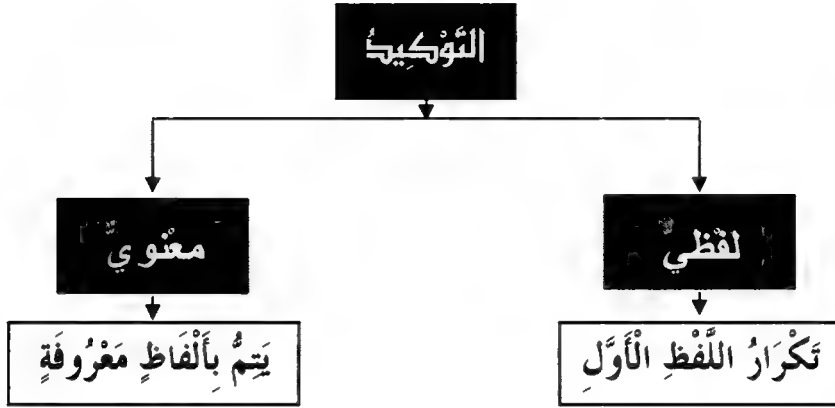 التَّوْكِيدُ
لفْظيٌّ
معْنويٌّ
تَكْرَارُ اللَّفْظِ الْأَوَّلِ
يَتِمُّ بِأَلْفَاظٍ مَعْرُوفَةٍ